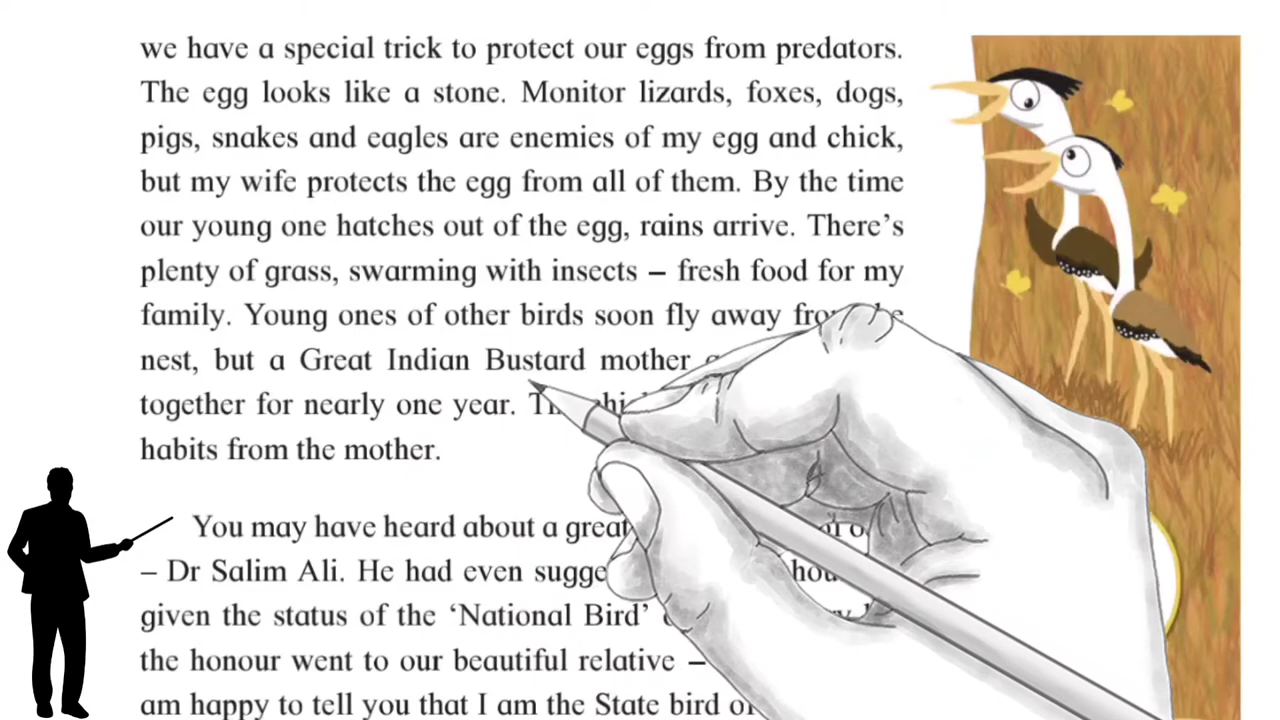 we have a special trick to protect our eggs from predators.
The egg looks like a stone. Monitor lizards, foxes, dogs,
pigs, snakes and eagles are enemies of my egg and chick,
but my wife protects the egg from all of them. By the time
our young one hatches out of the egg, rains arrive. There’s
plenty of grass, swarming with insects – fresh food for my
family. Young ones of other birds soon fly away
nest, but a Great Indian Bustard mother
together for nearly one year.
habits from the mother.
You may have heard about a great
– Dr Salim Ali. He had even
given the status of the ‘National Bird’
the honour went to our beautiful relative –
am happy to tell you that I am the State bird